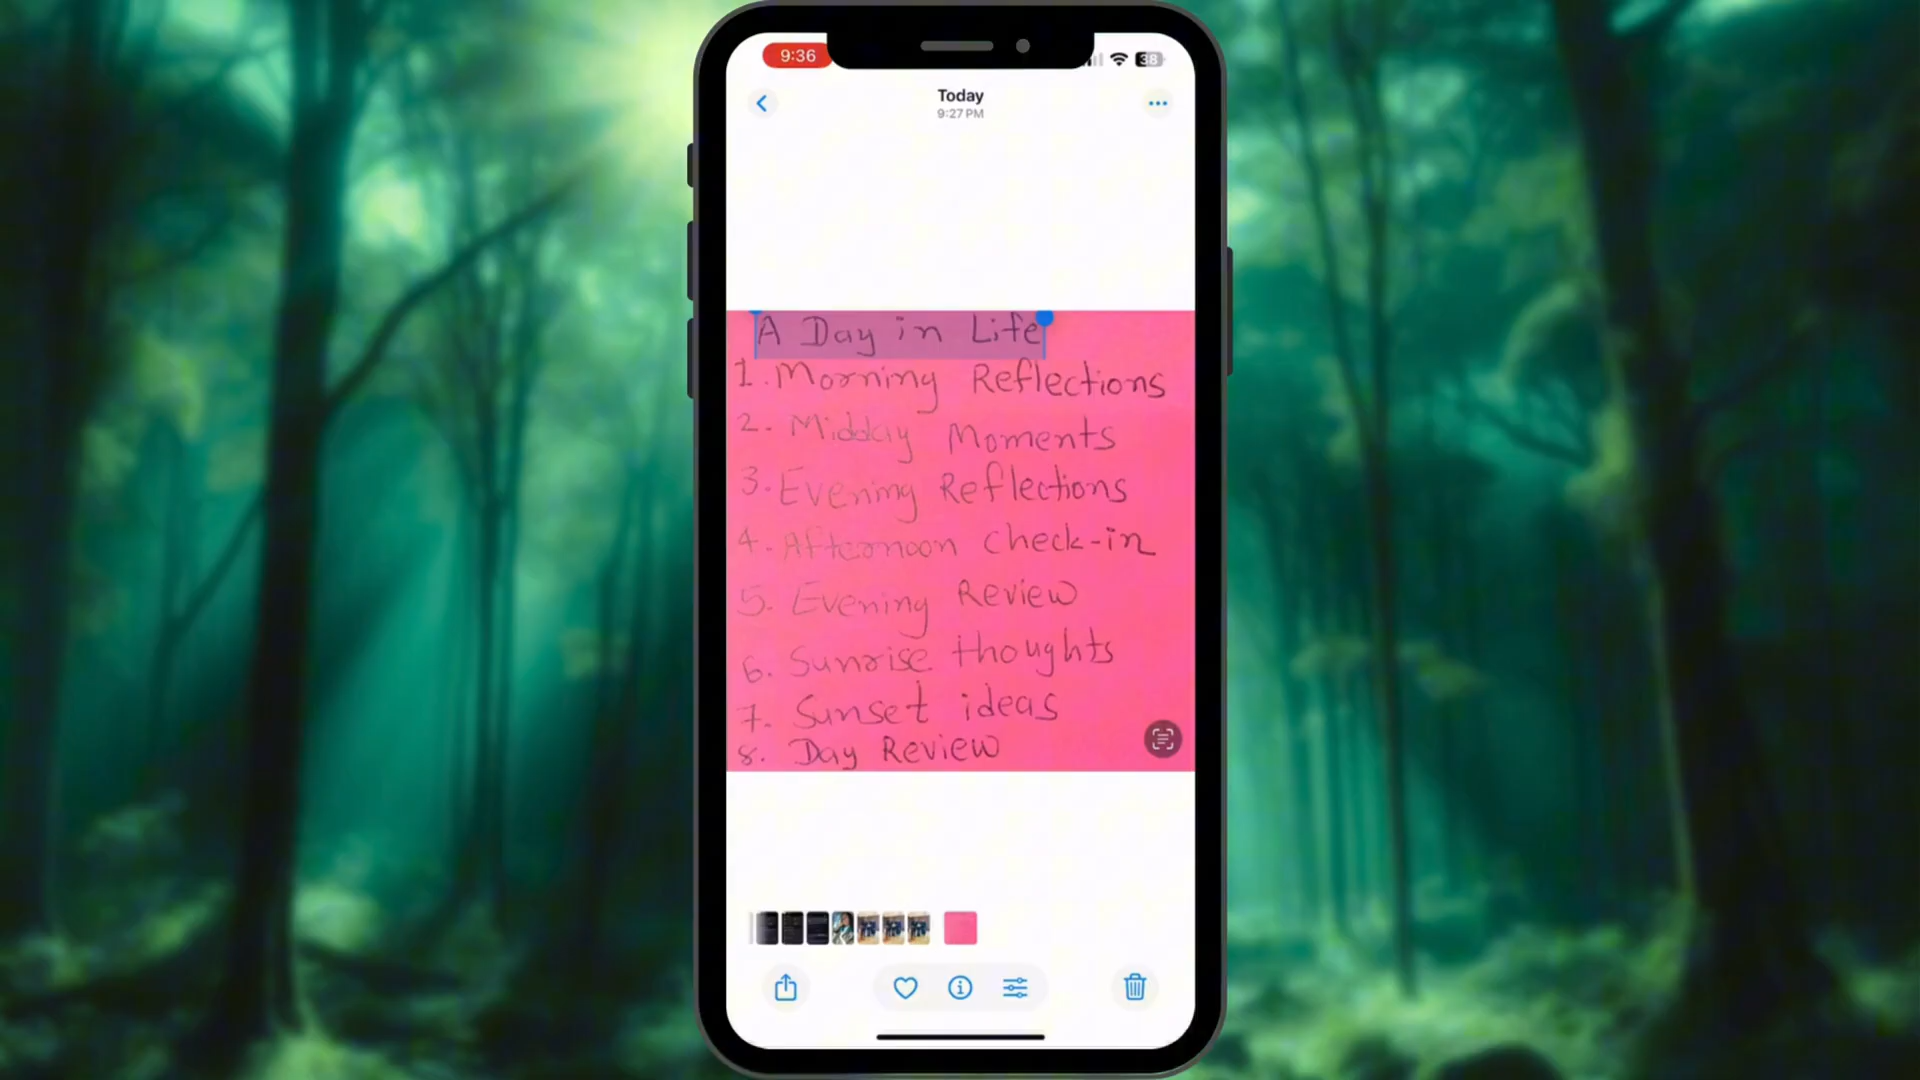 9:36
38
Today
9:27 PM
A Day in Life
1. Morning Reflections
2. Midday Moments
3. Evening Reflections
4. Afternoon check-in
5. Evening Review
6. Sunrise thoughts
7. Sunset ideas
8. Day Review